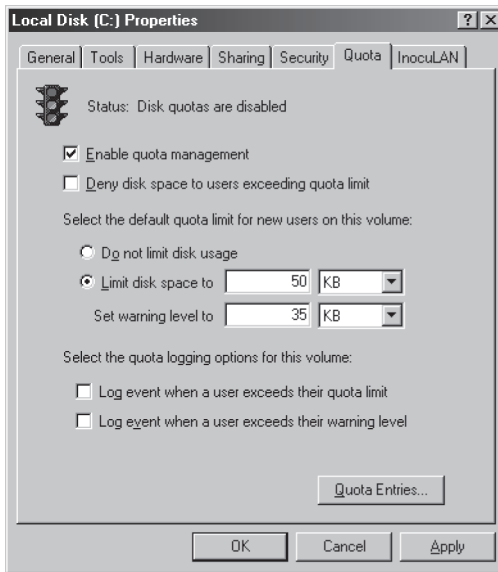 Local Disk (C:) Properties
General Tools Hardware Sharing Security Quota InocuLAN
Status: Disk quotas are disabled
Enable quota management
Deny disk space to users exceeding quota limit
Select the default quota limit for new users on this volume:
Do not limit disk usage
Limit disk space to 50 KB
Set warning level to 35 KB
Select the quota logging options for this volume:
Log event when a user exceeds their quota limit
Log event when a user exceeds their warning level
Quota Entries...
OK Cancel Apply